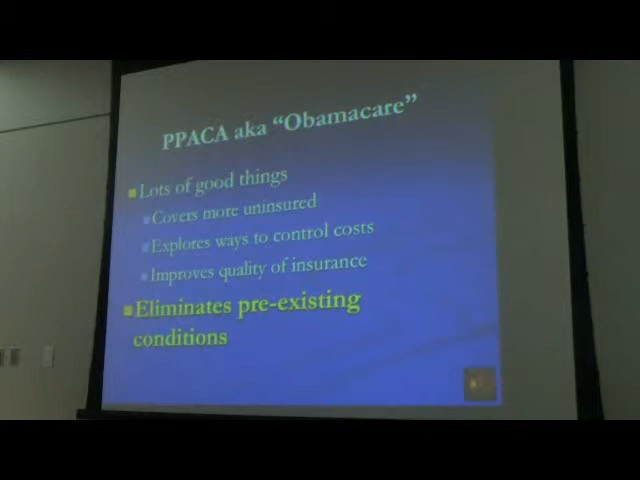 PPACA aka “Obamacare”
Lots of good things
Covers more uninsured
Explores ways to control costs
Improves quality of insurance
Eliminates pre-existing
conditions